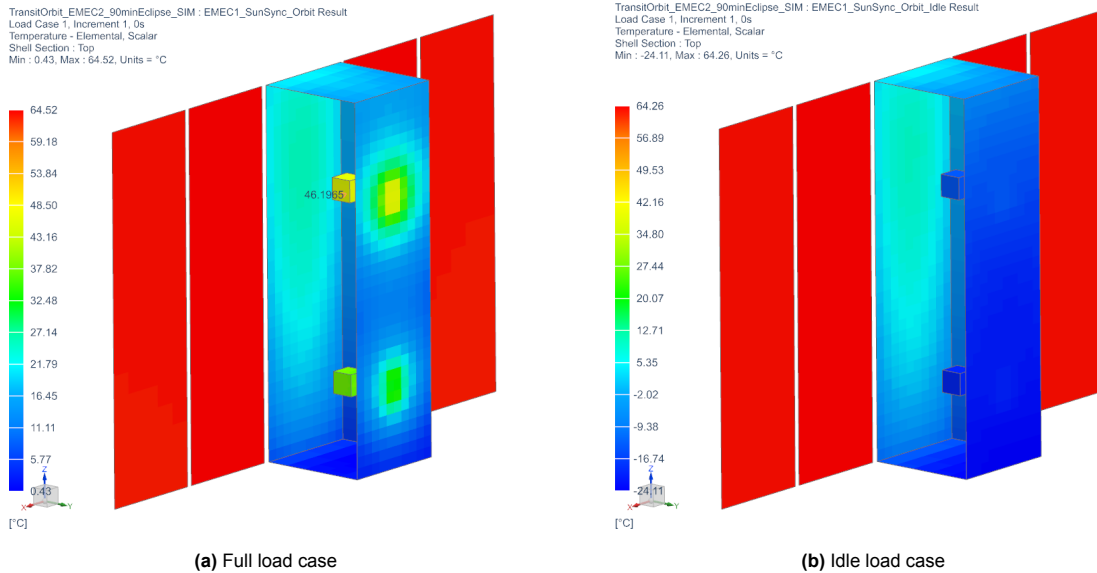 TransitOrbit_EMEC2_90minEclipse_SIM : EMEC1_SunSync_Orbit Result
Load Case 1, Increment 1, 0s
Temperature - Elemental, Scalar
Shell Section : Top
Min : 0.43, Max : 64.52, Units = °C
64.52
59.18
53.84
48.50
43.16
37.82
32.48
27.14
21.79
16.45
11.11
5.77
0.43
[°C]
46.1965
Z
X
Y
(a) Full load case
TransitOrbit_EMEC2_90minEclipse_SIM : EMEC1_SunSync_Orbit_Idle Result
Load Case 1, Increment 1, 0s
Temperature - Elemental, Scalar
Shell Section : Top
Min : -24.11, Max : 64.26, Units = °C
64.26
56.89
49.53
42.16
34.80
27.44
20.07
12.71
5.35
-2.02
-9.38
-16.74
-24.11
[°C]
Z
X
Y
(b) Idle load case